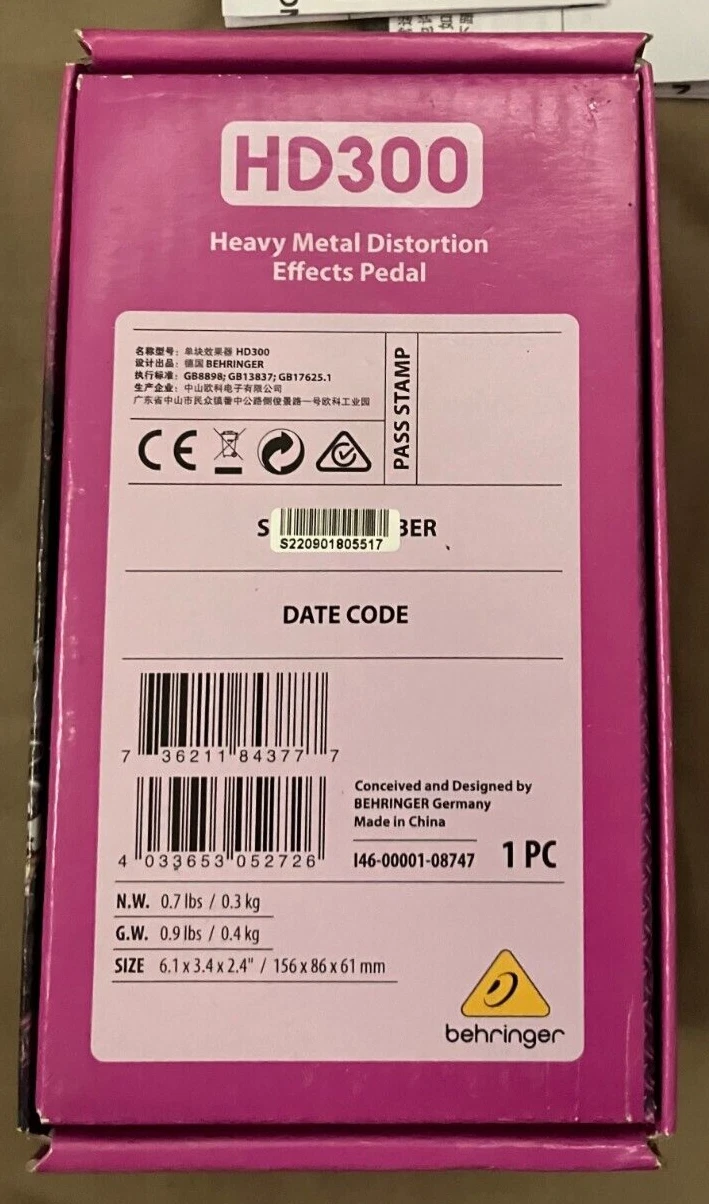 HD300
Heavy Metal Distortion
Effects Pedal
名称型号：单块效果器 HD300
设计出品：德国 BEHRINGER
执行标准：GB8898; GB13837; GB17625.1
生产企业：中山欧科电子有限公司
广东省中山市民众镇番中公路侧俊景路一号欧科工业园
PASS STAMP
CE
S BER
S220901805517
DATE CODE
7 36211 84377 7
4 033653 052726
Conceived and Designed by
BEHRINGER Germany
Made in China
I46-00001-08747
1 PC
N.W. 0.7 lbs / 0.3 kg
G.W. 0.9 lbs / 0.4 kg
SIZE 6.1 x 3.4 x 2.4" / 156 x 86 x 61 mm
behringer